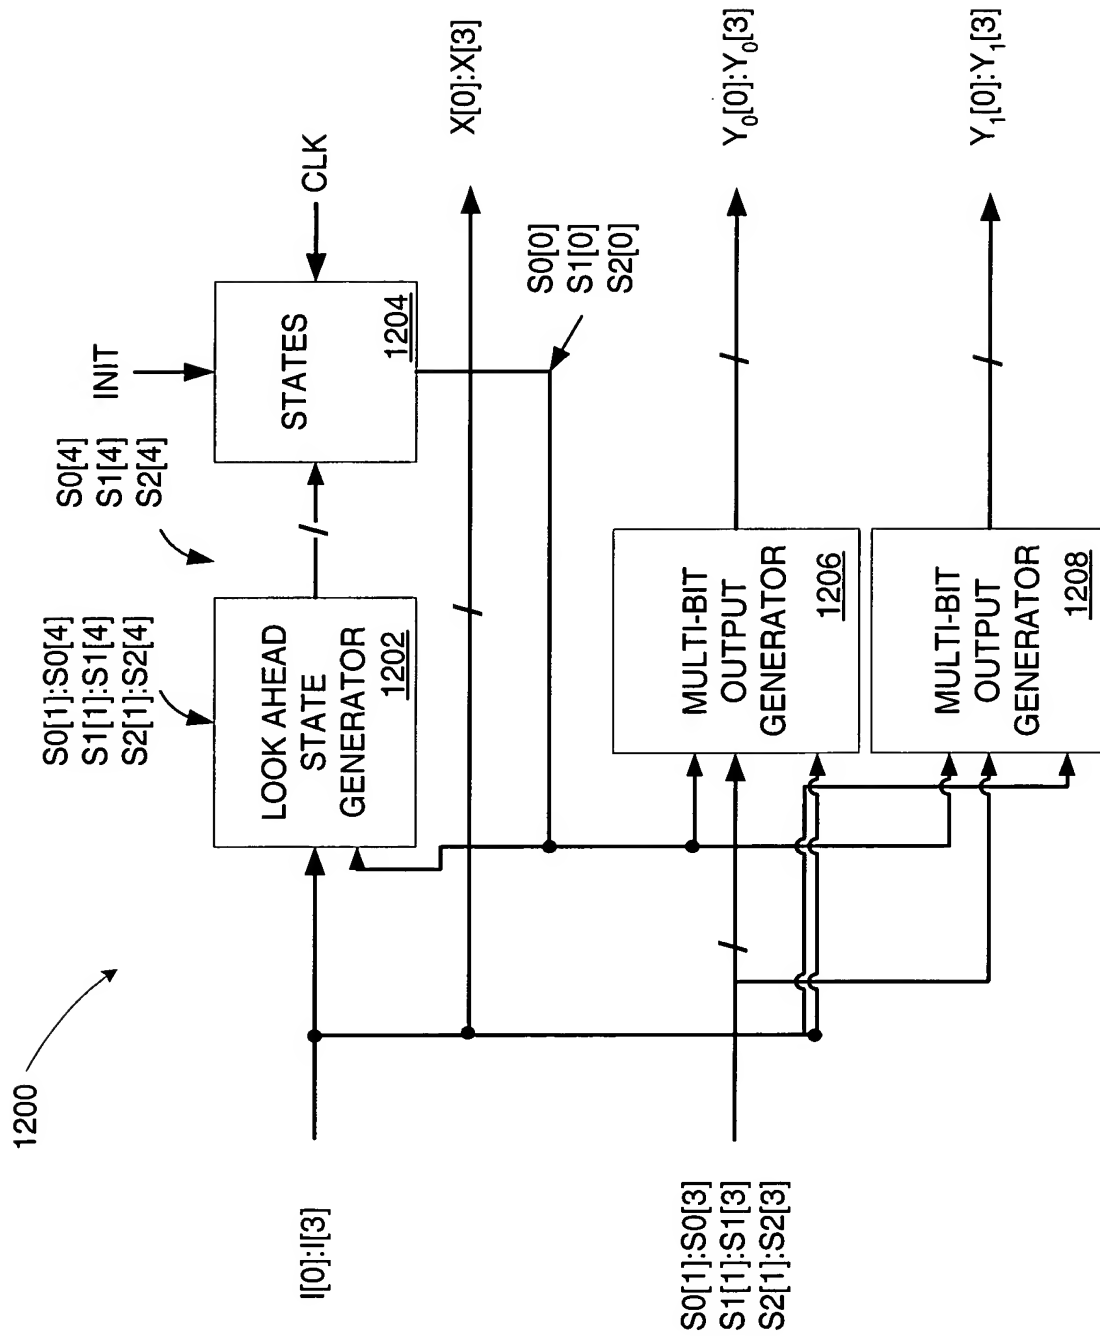 1200
I[0]:I[3]
S0[1]:S0[4]
S1[1]:S1[4]
S2[1]:S2[4]
LOOK AHEAD
STATE
GENERATOR
1202
S0[4]
S1[4]
S2[4]
INIT
STATES
1204
CLK
X[0]:X[3]
S0[0]
S1[0]
S2[0]
S0[1]:S0[3]
S1[1]:S1[3]
S2[1]:S2[3]
MULTI-BIT
OUTPUT
GENERATOR
1206
Y₀[0]:Y₀[3]
MULTI-BIT
OUTPUT
GENERATOR
1208
Y₁[0]:Y₁[3]